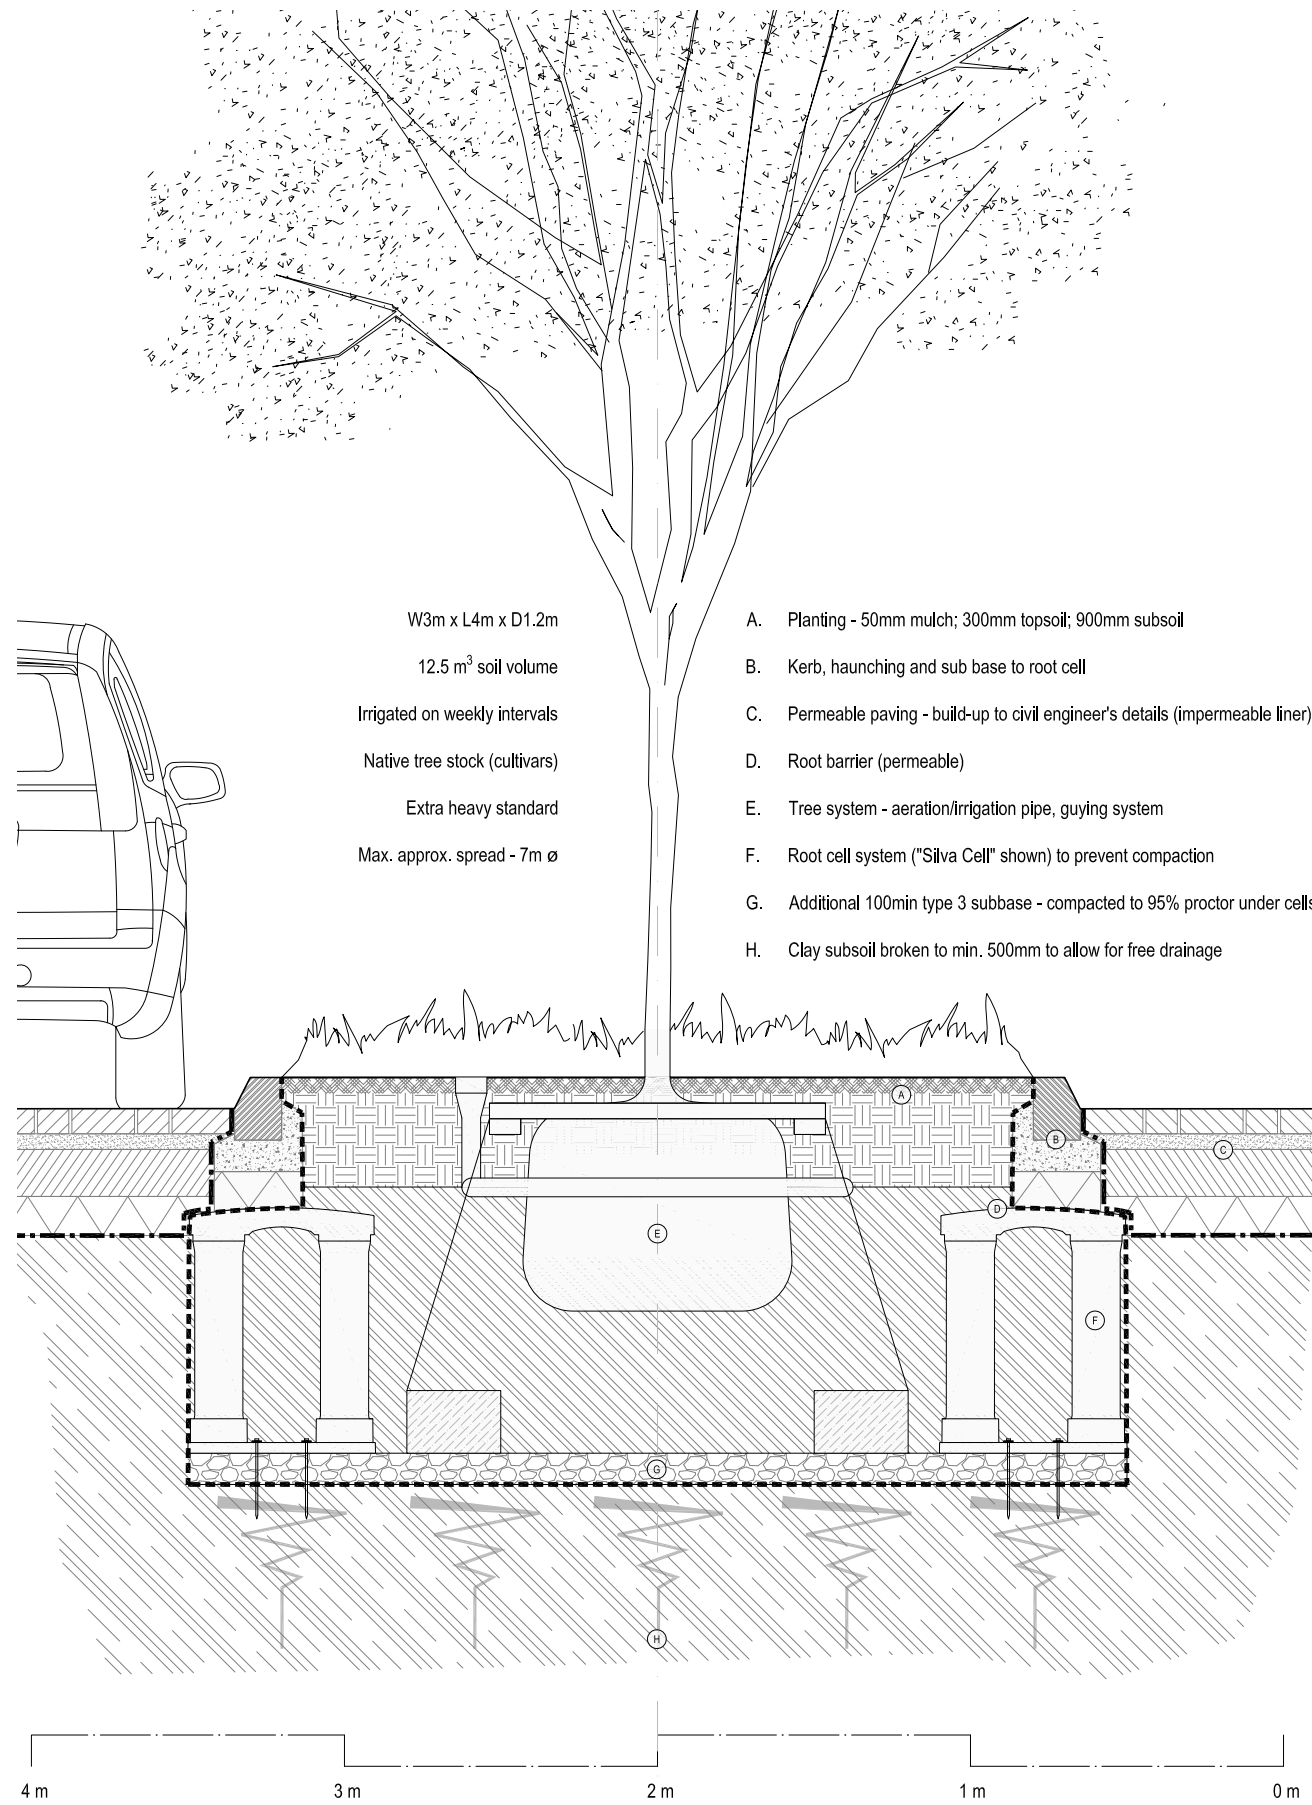 W3m x L4m x D1.2m
12.5 m³ soil volume
Irrigated on weekly intervals
Native tree stock (cultivars)
Extra heavy standard
Max. approx. spread - 7m ø
A. Planting - 50mm mulch; 300mm topsoil; 900mm subsoil
B. Kerb, haunching and sub base to root cell
C. Permeable paving - build-up to civil engineer's details (impermeable liner)
D. Root barrier (permeable)
E. Tree system - aeration/irrigation pipe, guying system
F. Root cell system ("Silva Cell" shown) to prevent compaction
G. Additional 100min type 3 subbase - compacted to 95% proctor under cells
H. Clay subsoil broken to min. 500mm to allow for free drainage
A
B
C
D
E
F
G
H
4 m 3 m 2 m 1 m 0 m